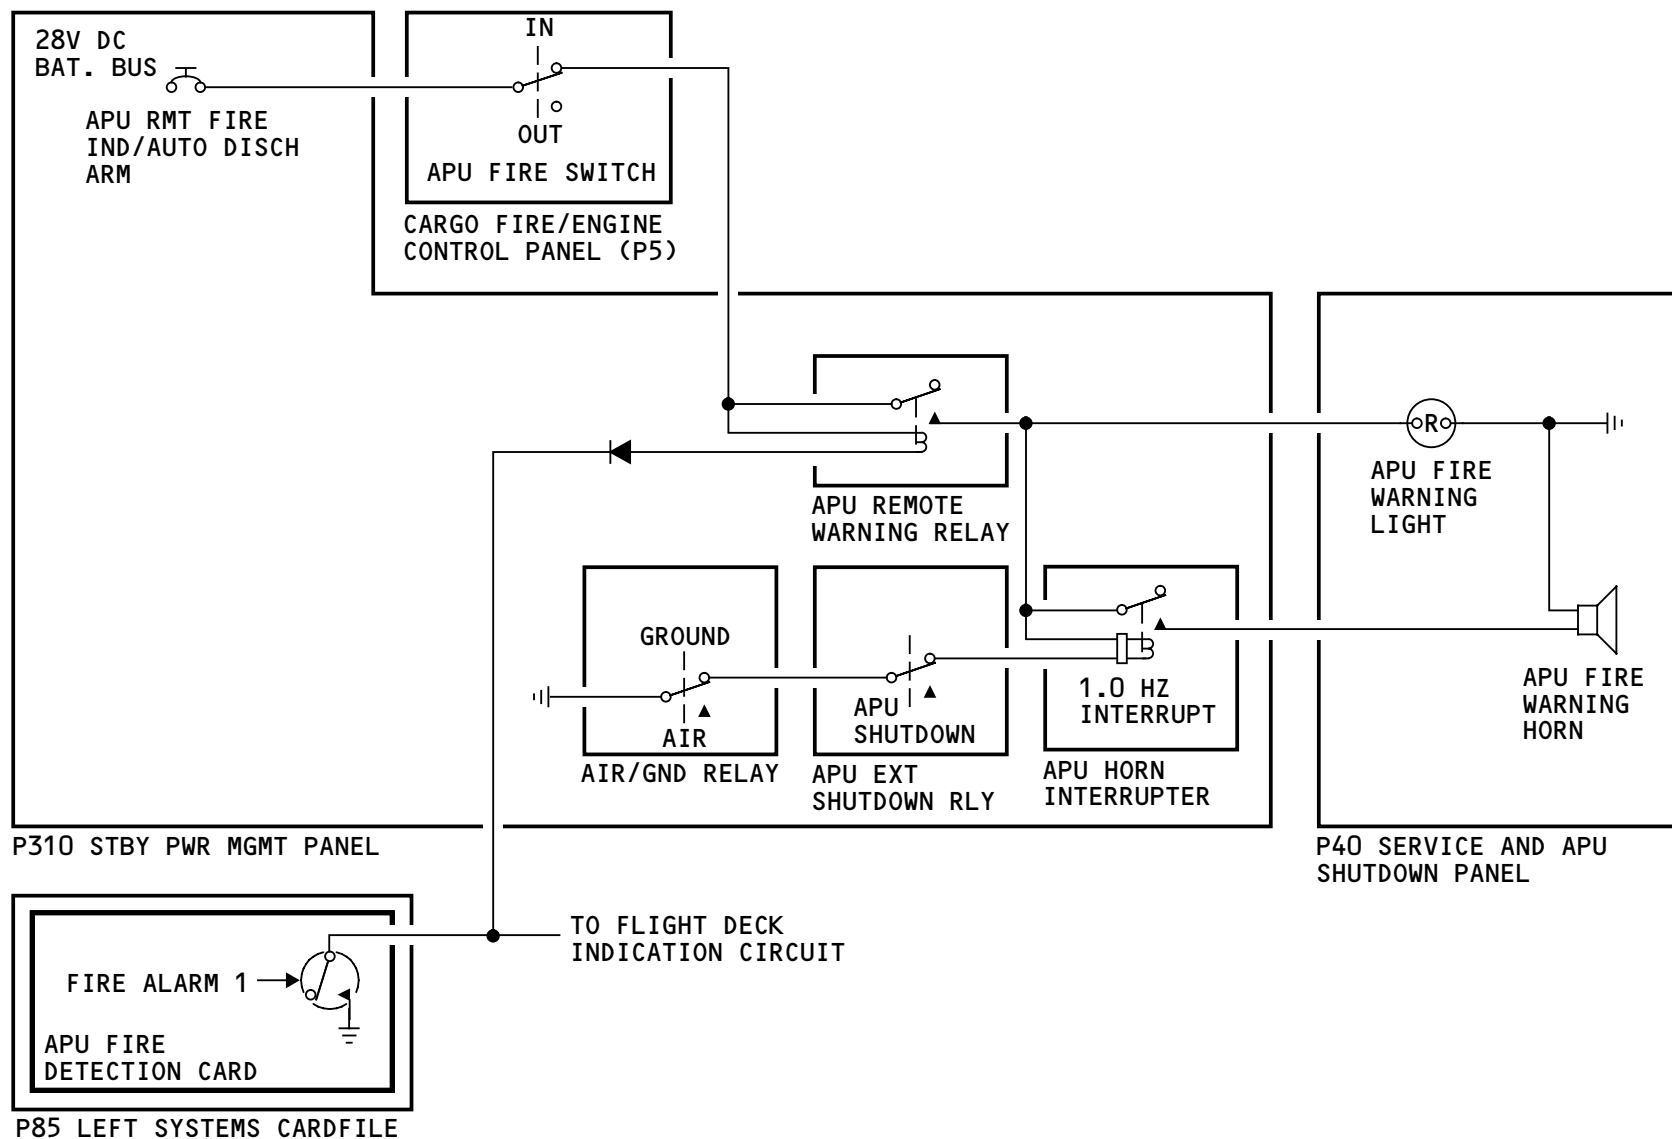 28V DC
BAT. BUS
APU RMT FIRE
IND/AUTO DISCH
ARM
IN
OUT
APU FIRE SWITCH
CARGO FIRE/ENGINE
CONTROL PANEL (P5)
APU REMOTE
WARNING RELAY
R
APU FIRE
WARNING
LIGHT
GROUND
AIR
AIR/GND RELAY
APU
SHUTDOWN
APU EXT
SHUTDOWN RLY
1.0 HZ
INTERRUPT
APU HORN
INTERRUPTER
APU FIRE
WARNING
HORN
P310 STBY PWR MGMT PANEL
P40 SERVICE AND APU
SHUTDOWN PANEL
TO FLIGHT DECK
INDICATION CIRCUIT
FIRE ALARM 1
APU FIRE
DETECTION CARD
P85 LEFT SYSTEMS CARDFILE